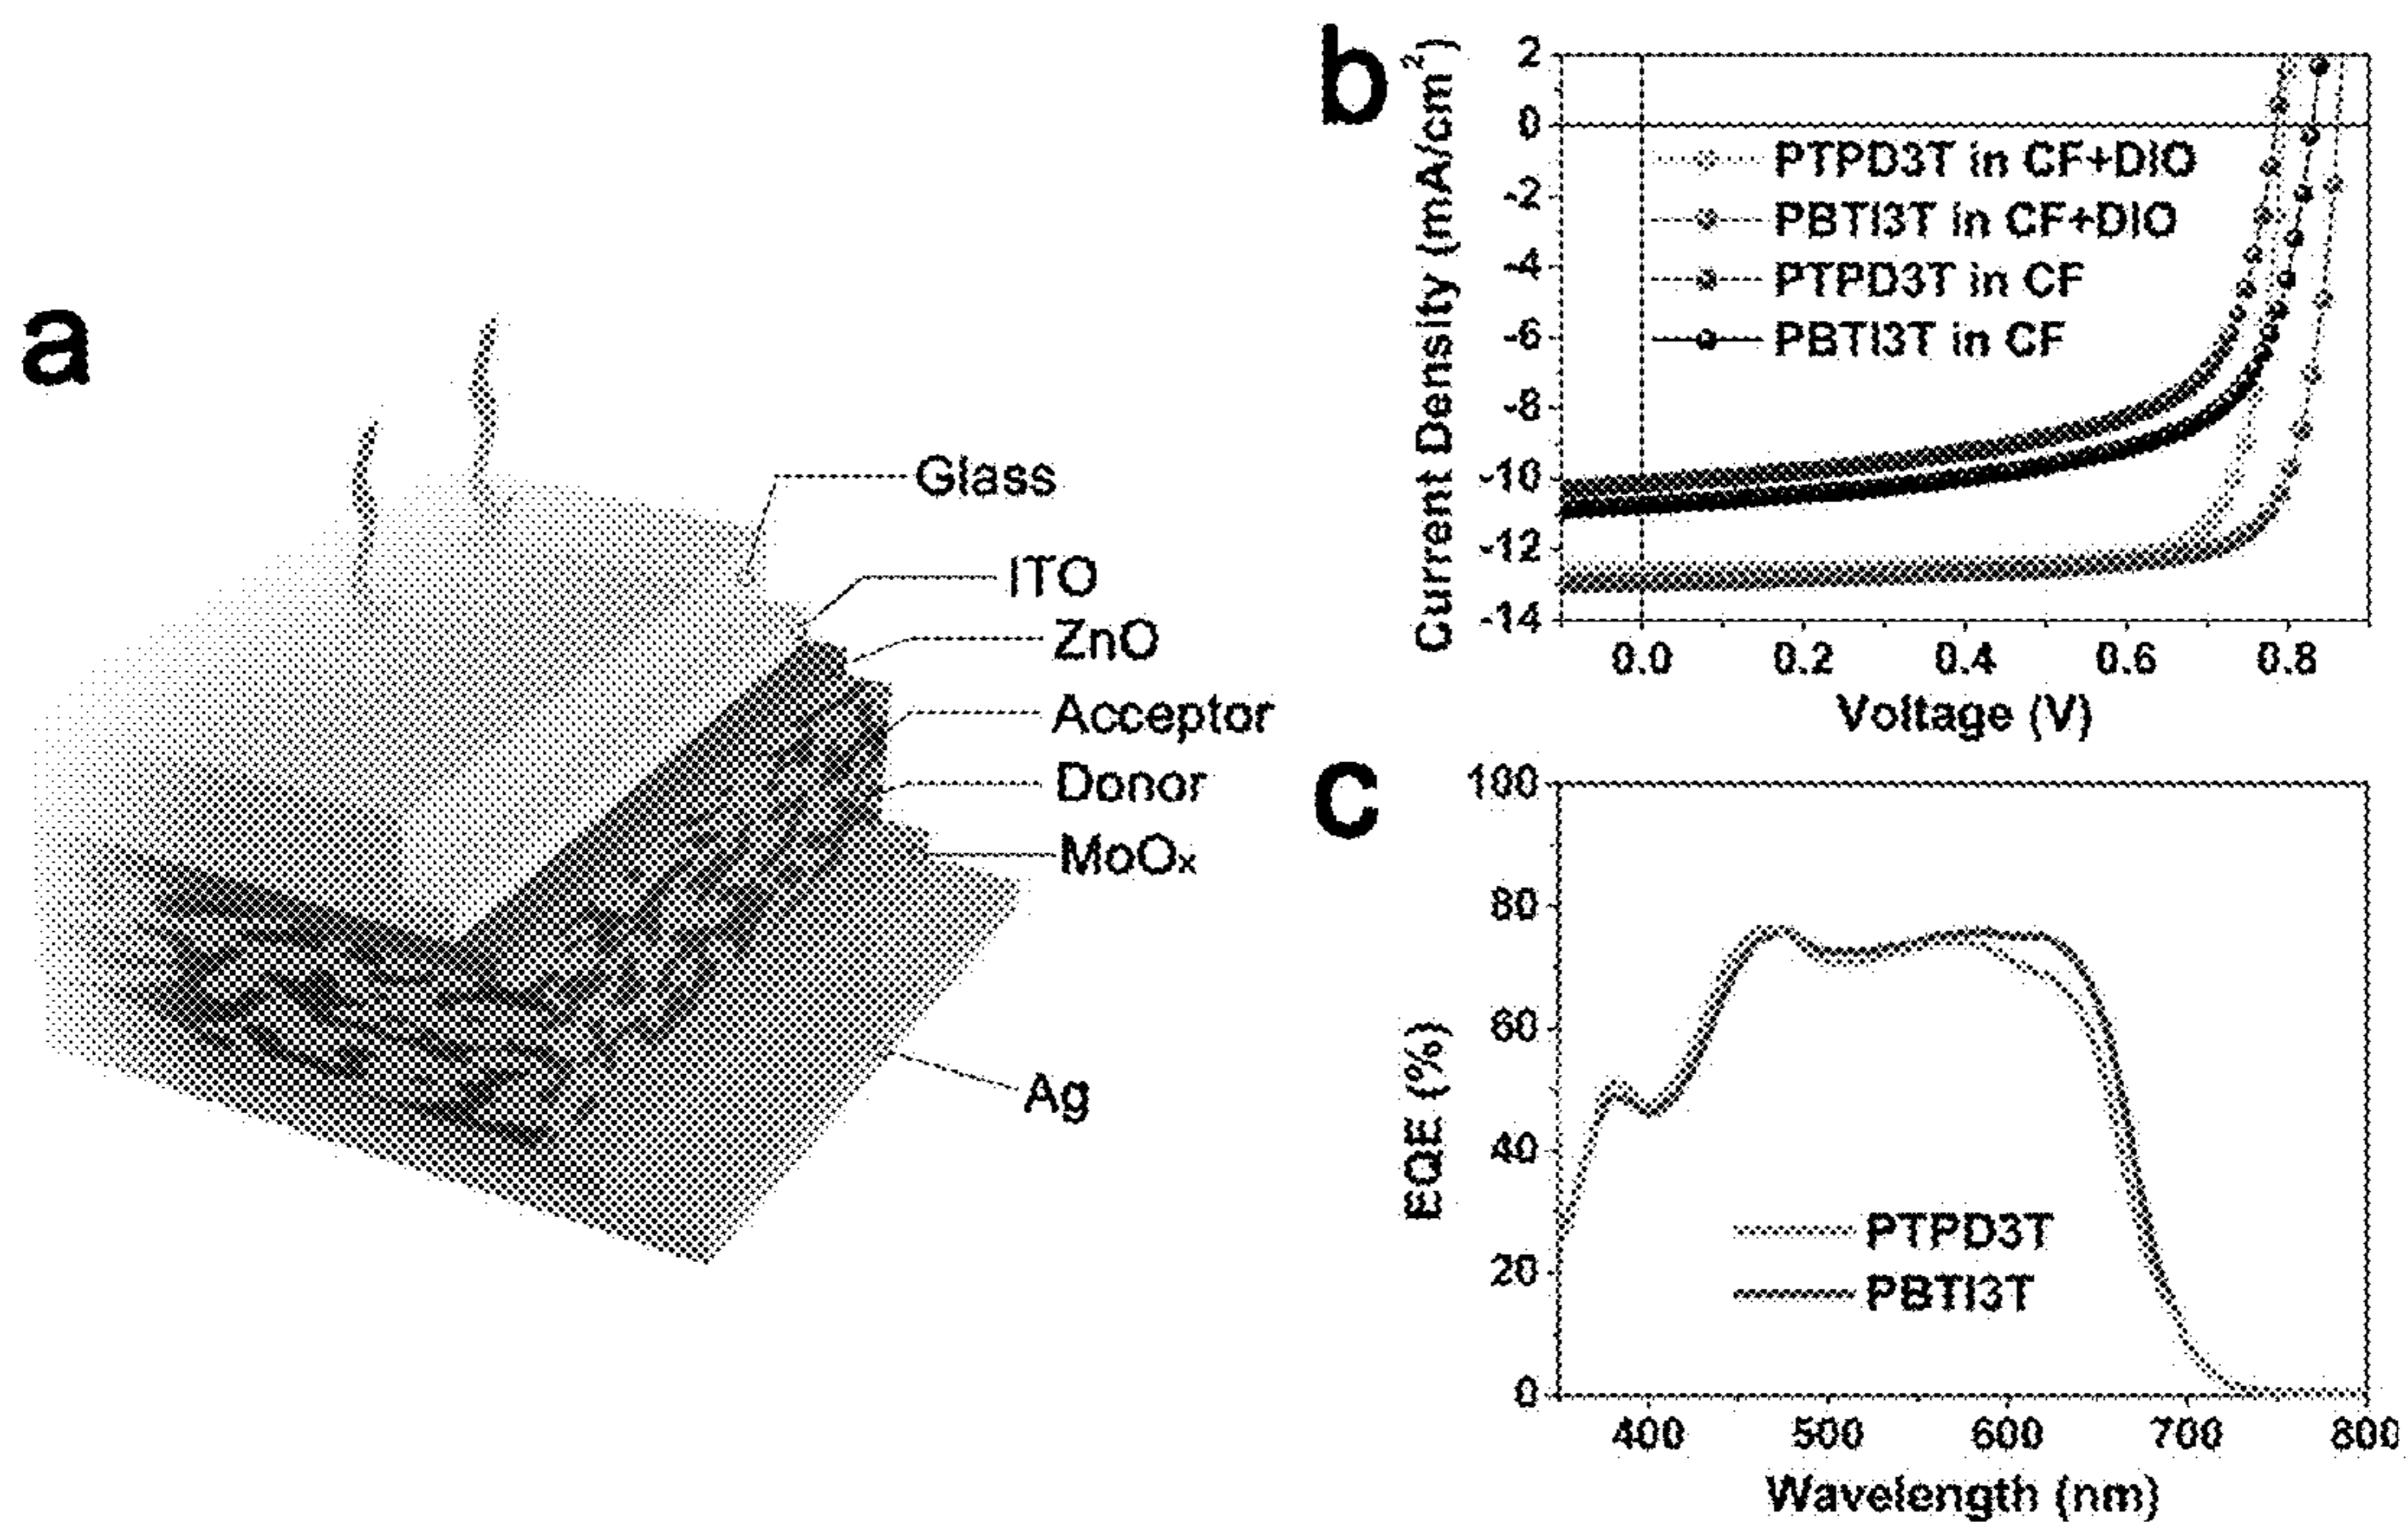 a
Glass
ITO
ZnO
Acceptor
Donor
MoOx
Ag
b
Current Density (mA/cm²)
2
0
-2
-4
-6
-8
-10
-12
-14
PTPD3T in CF+DIO
PBTI3T in CF+DIO
PTPD3T in CF
PBTI3T in CF
0.0 0.2 0.4 0.6 0.8
Voltage (V)
c
EQE (%)
100
80
60
40
20
0
PTPD3T
PBTI3T
400 500 600 700 800
Wavelength (nm)